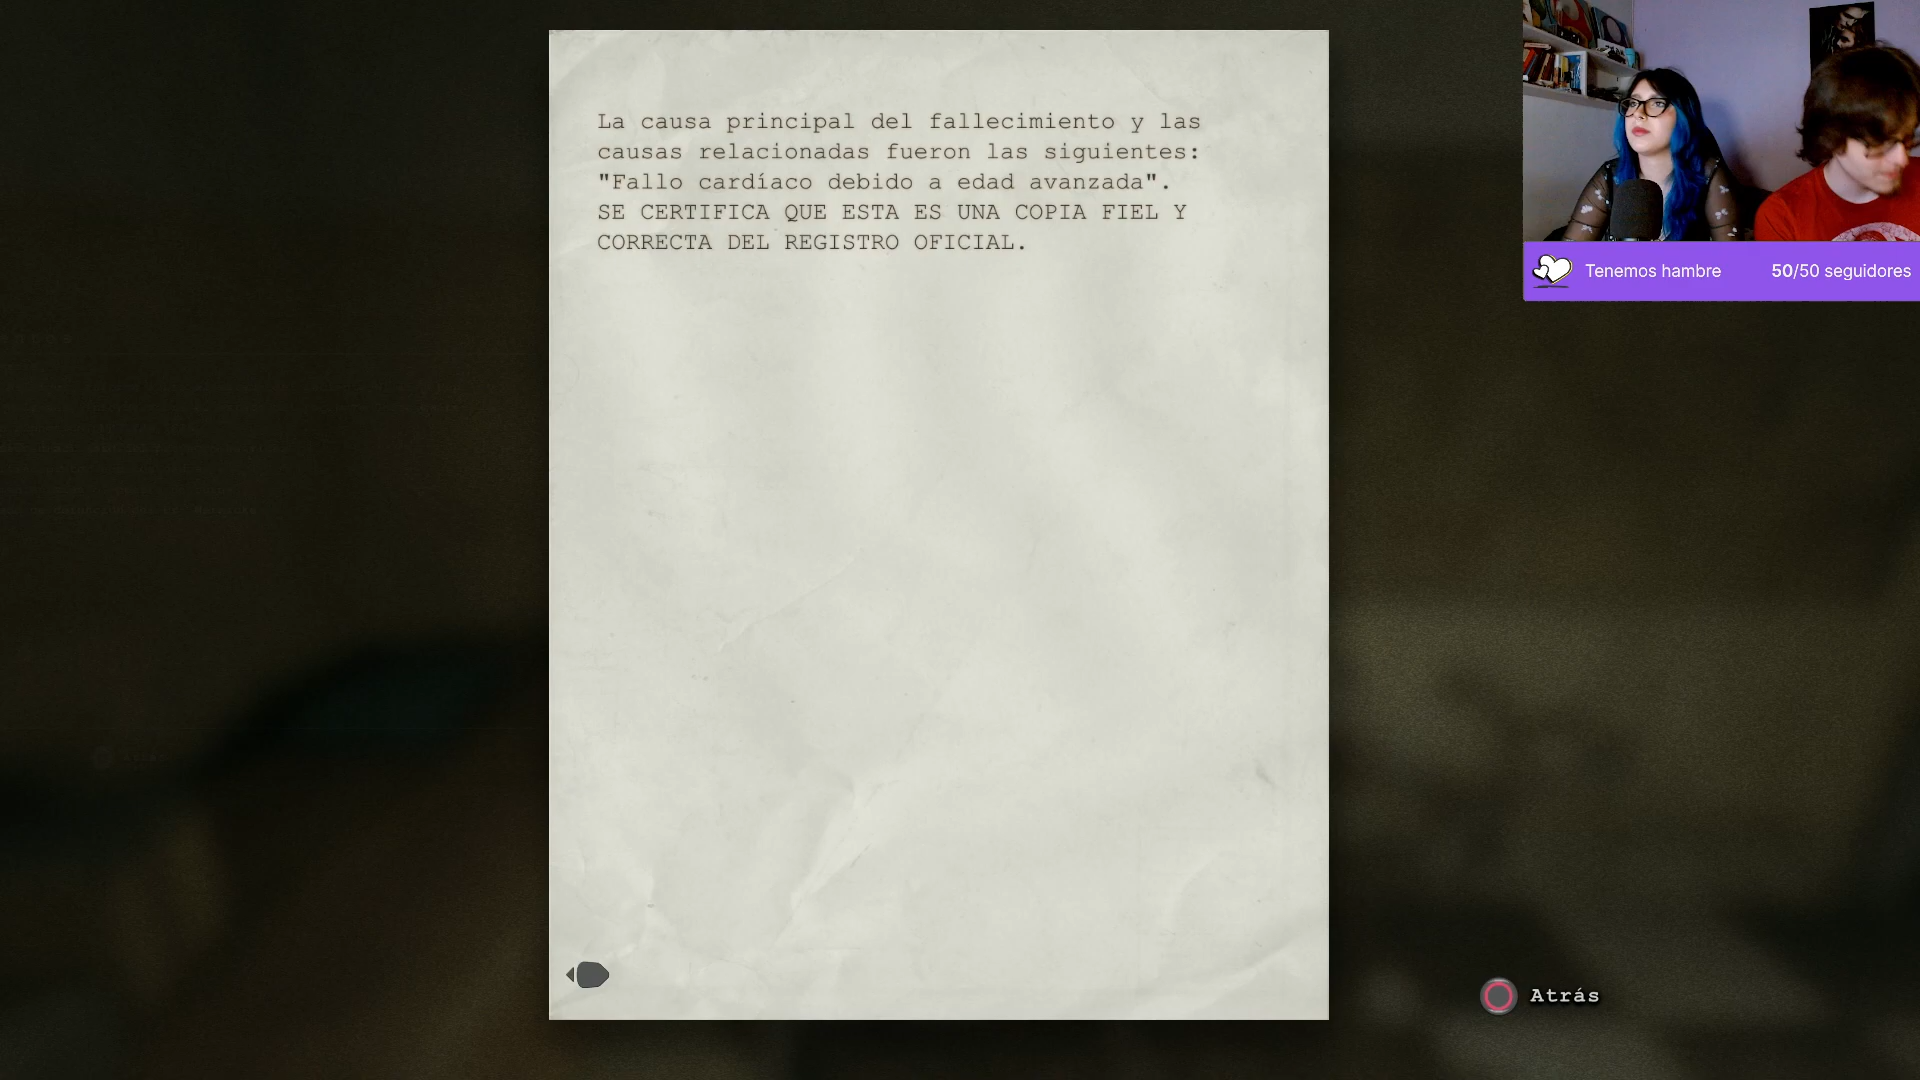 La causa principal del fallecimiento y las
causas relacionadas fueron las siguientes:
"Fallo cardíaco debido a edad avanzada".
SE CERTIFICA QUE ESTA ES UNA COPIA FIEL Y
CORRECTA DEL REGISTRO OFICIAL.
Tenemos hambre 50/50 seguidores
Atrás